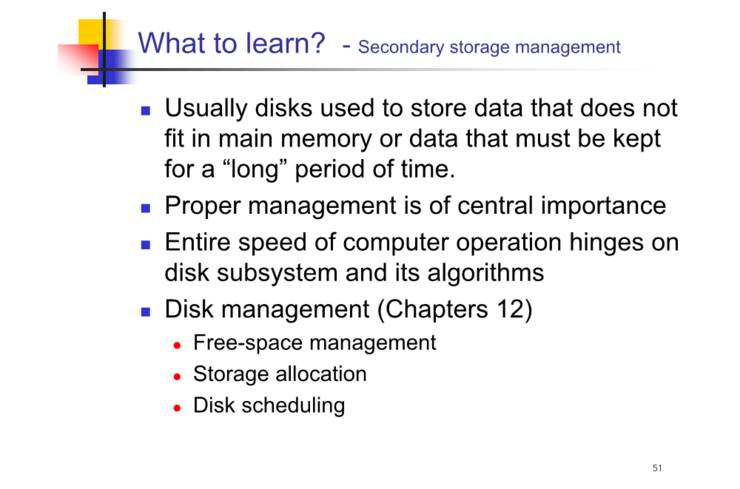 What to learn? - Secondary storage management
Usually disks used to store data that does not
fit in main memory or data that must be kept
for a “long” period of time.
Proper management is of central importance
Entire speed of computer operation hinges on
disk subsystem and its algorithms
Disk management (Chapters 12)
Free-space management
Storage allocation
Disk scheduling
51